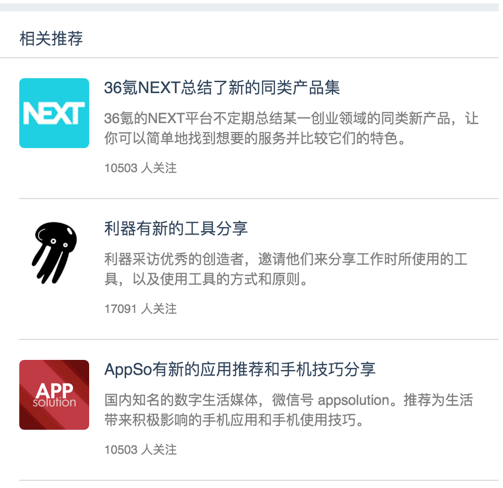 相关推荐
NEXT
36氪NEXT总结了新的同类产品集
36氪的NEXT平台不定期总结某一创业领域的同类新产品，让
你可以简单地找到想要的服务并比较它们的特色。
10503 人关注
利器有新的工具分享
利器采访优秀的创造者，邀请他们来分享工作时所使用的工
具，以及使用工具的方式和原则。
17091 人关注
APP
solution
AppSo有新的应用推荐和手机技巧分享
国内知名的数字生活媒体，微信号 appsolution。推荐为生活
带来积极影响的手机应用和手机使用技巧。
10503 人关注